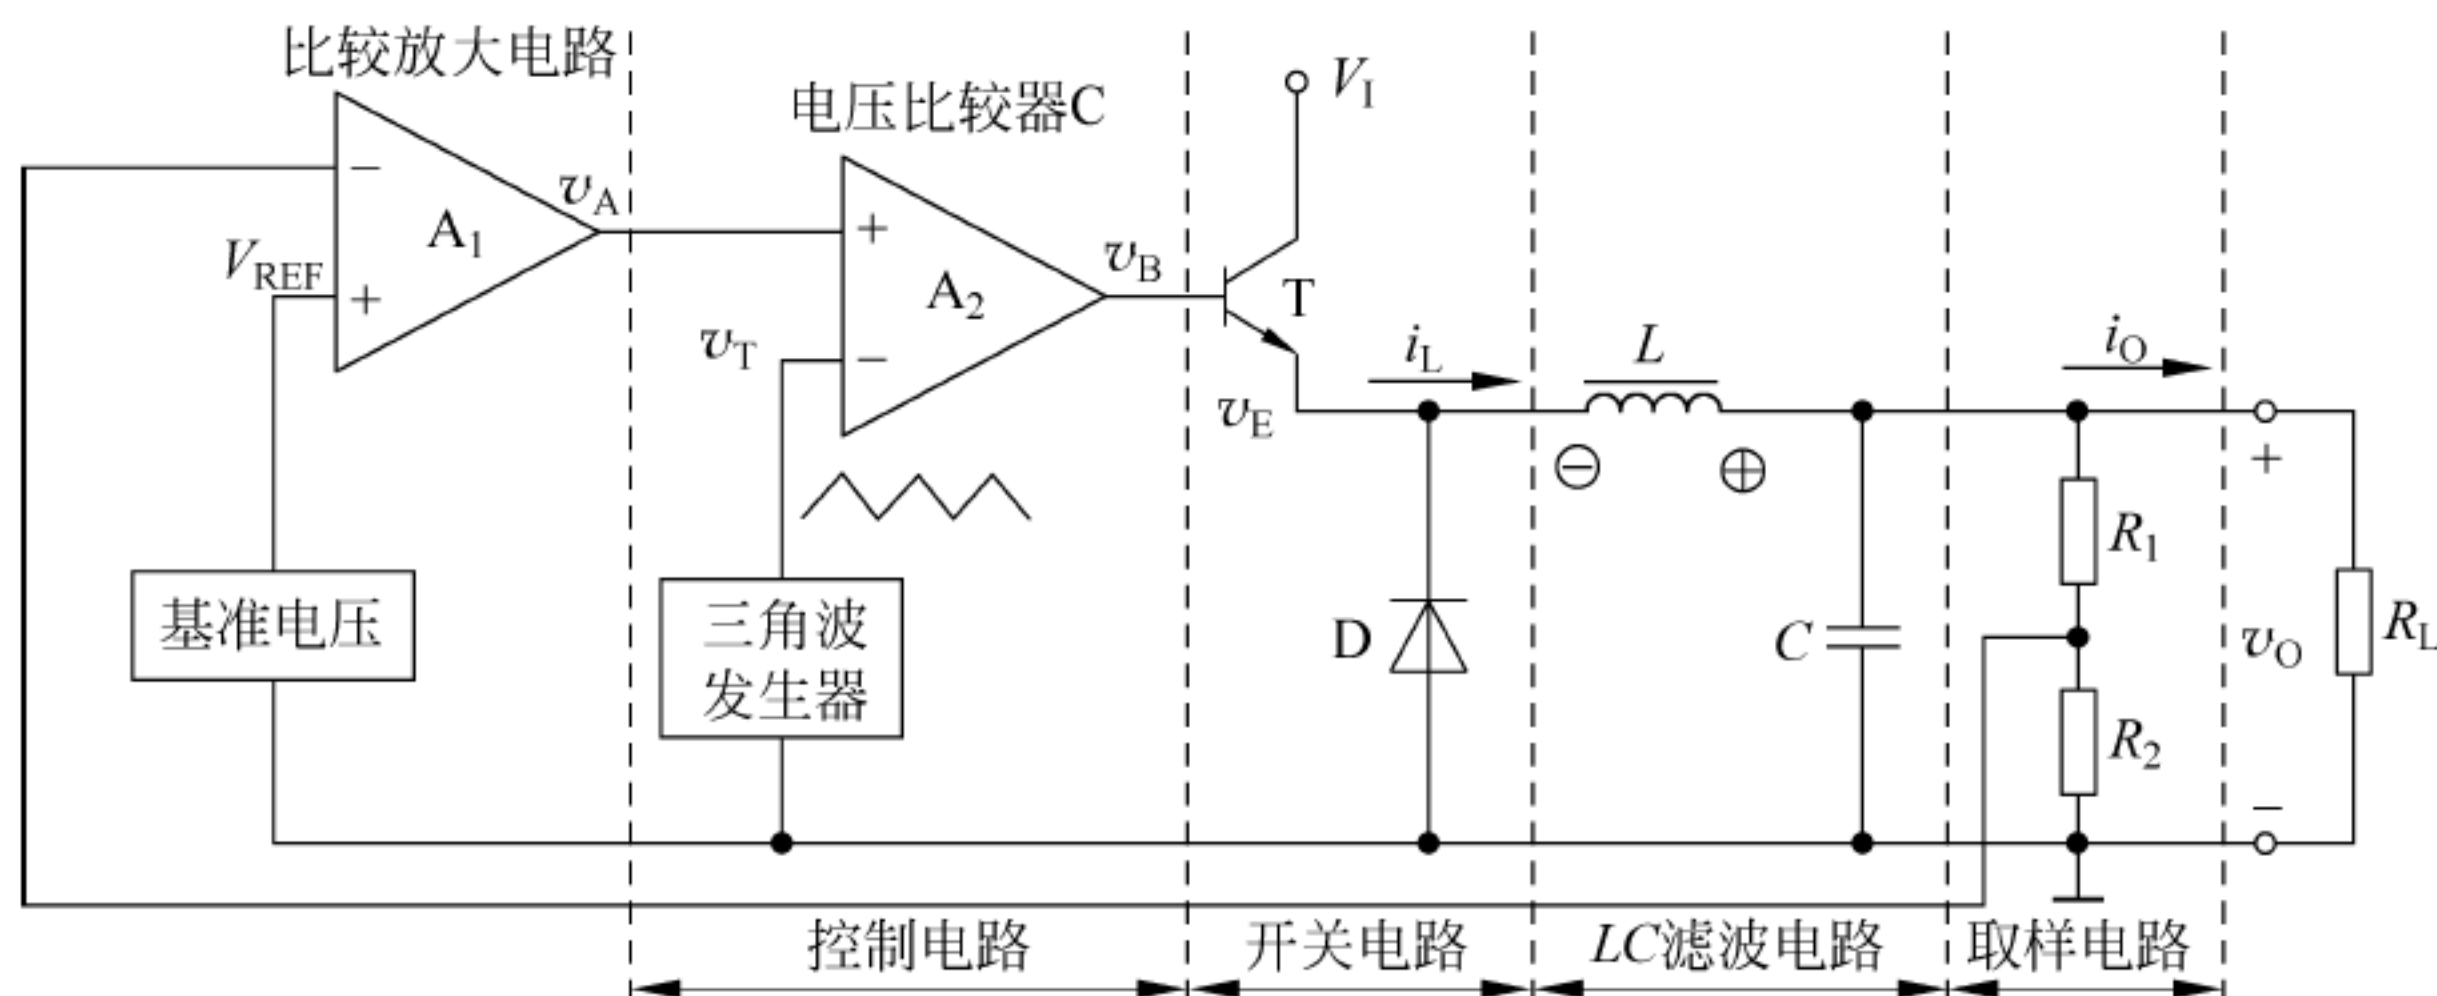 比较放大电路
电压比较器C
V_I
−
v_A
A_1
V_REF
+
+
A_2
v_B
T
v_T
−
i_L
L
i_O
v_E
⊖
⊕
+
R_1
基准电压
三角波
发生器
D
C
v_O
R_L
R_2
−
控制电路
开关电路
LC滤波电路
取样电路